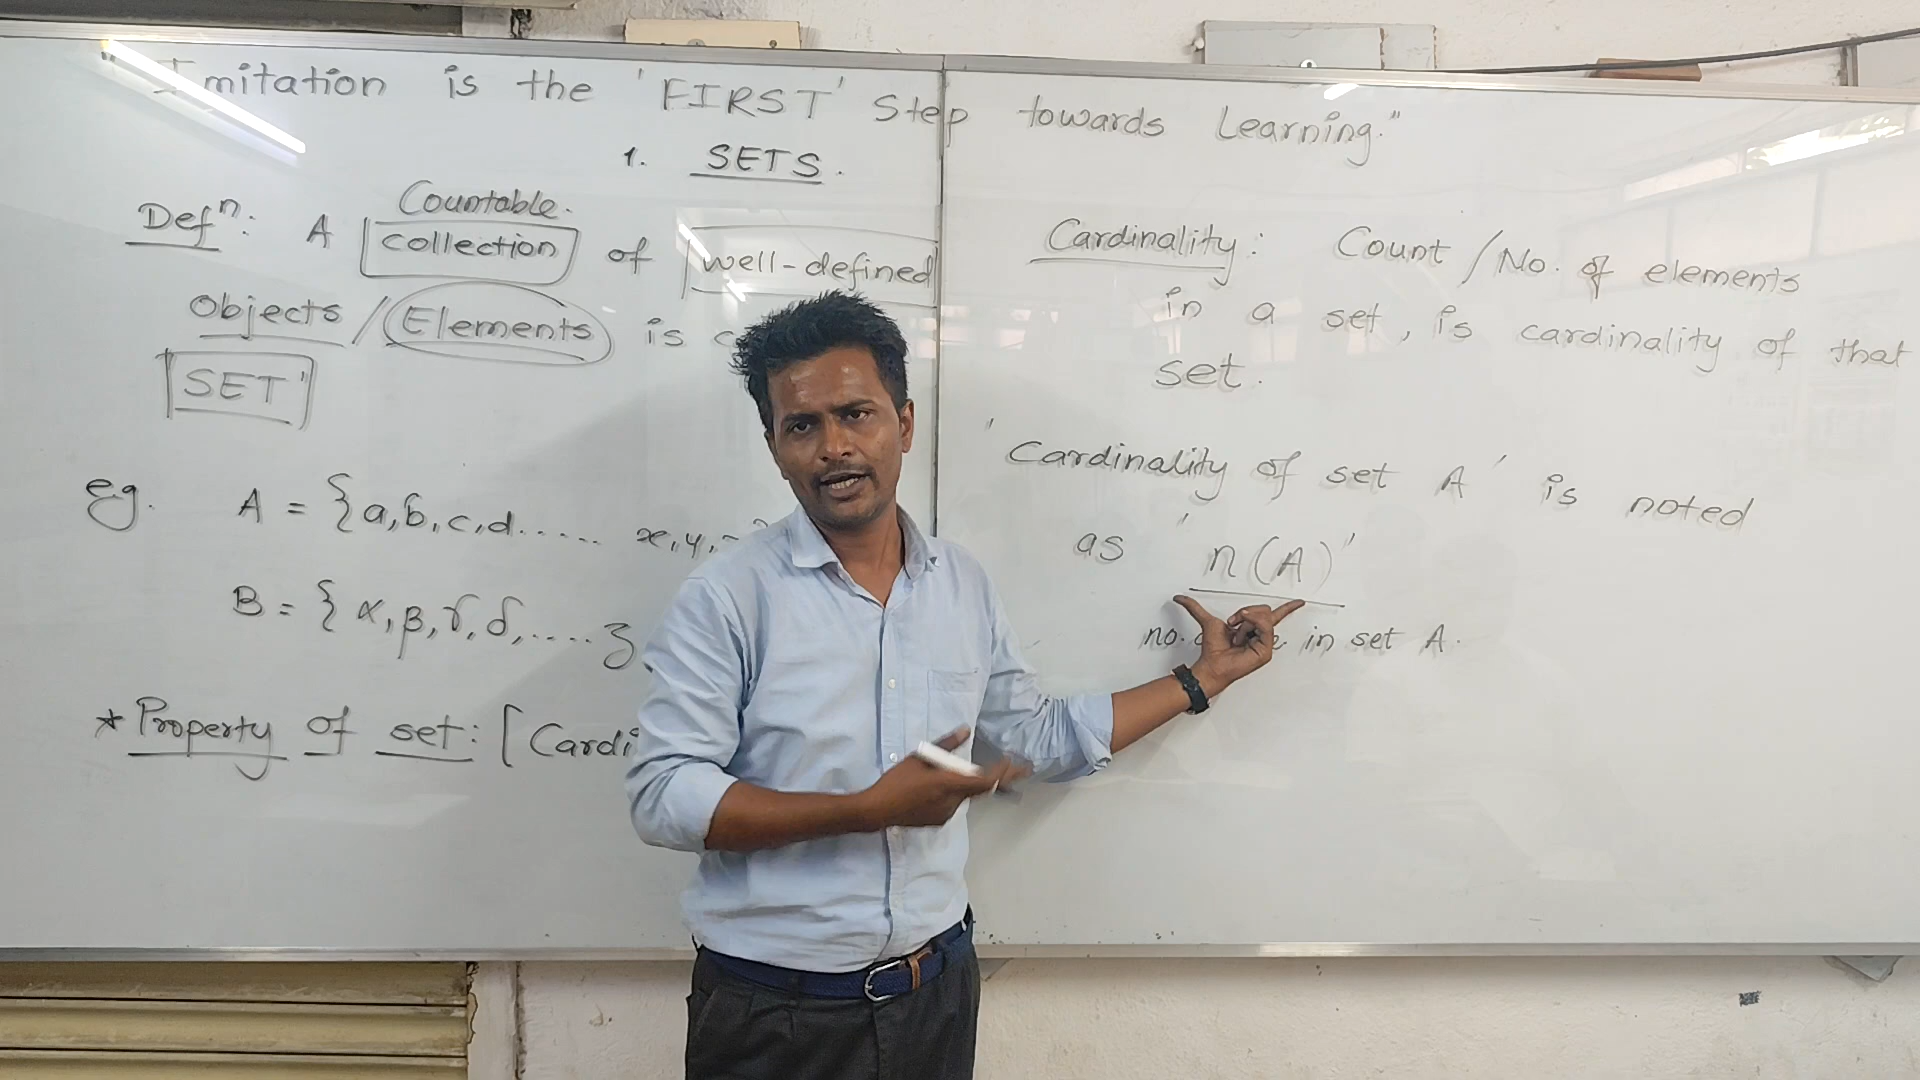 "Imitation is the 'FIRST' Step towards Learning."
1. SETS.
Defⁿ: A collection of well-defined
Countable.
Objects / Elements is
'SET'
eg. A = {a, b, c, d..... x, y,
B = { α, β, γ, δ, .... ζ
* Property of set: [Cardi
Cardinality: Count / No. of elements
in a set, is cardinality of that
set.
'Cardinality of set A' is noted
as 'n(A)'
no. in set A.